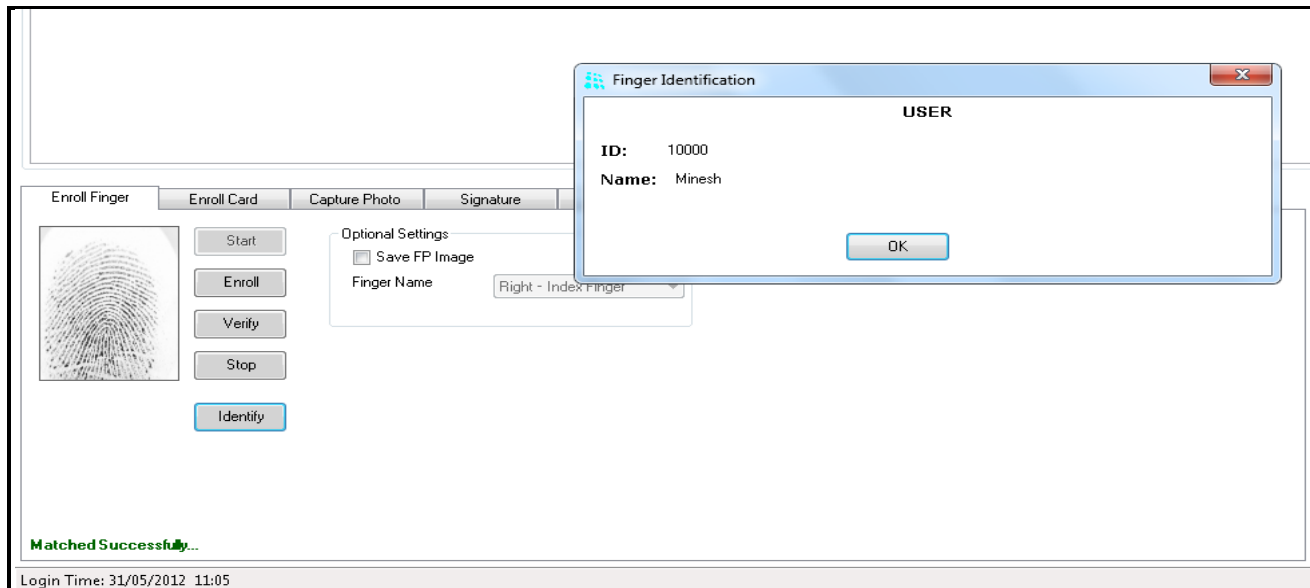 Finger Identification
USER
ID: 10000
Name: Minesh
OK
Enroll Finger
Enroll Card
Capture Photo
Signature
Start
Enroll
Verify
Stop
Identify
Optional Settings
Save FP Image
Finger Name
Right - Index Finger
Matched Successfully...
Login Time: 31/05/2012 11:05